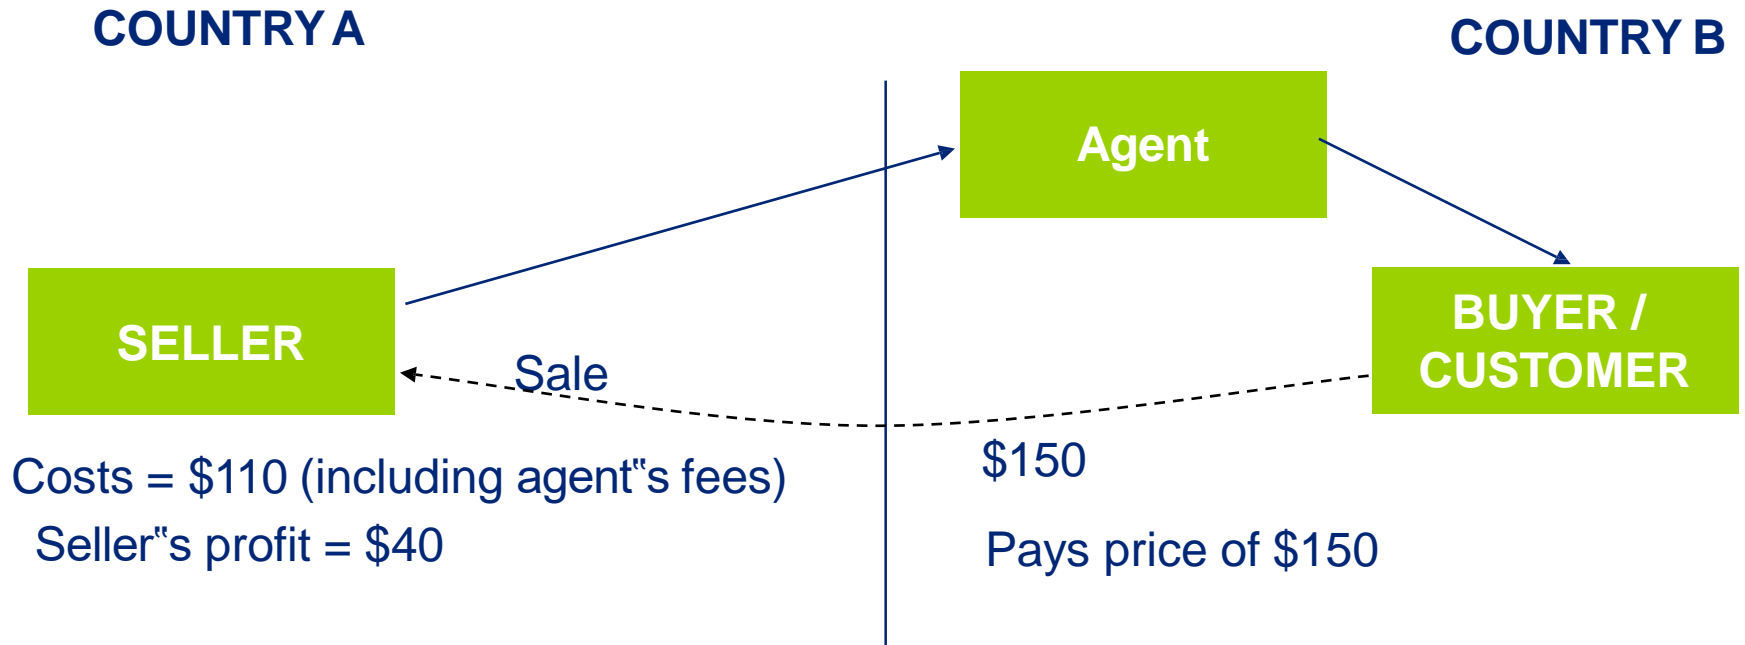 COUNTRY A
COUNTRY B
Agent
SELLER
BUYER /
CUSTOMER
Sale
$150
Costs = $110 (including agent‟s fees)
Seller‟s profit = $40
Pays price of $150